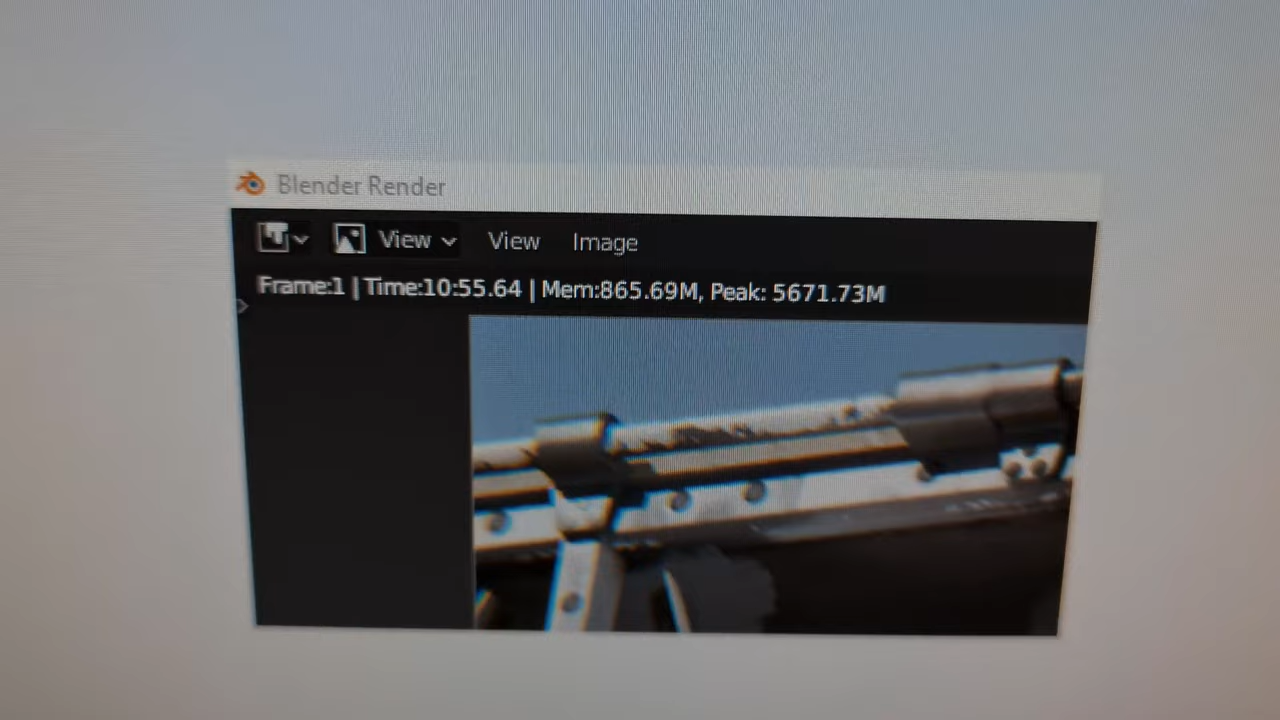 Blender Render
View View Image
Frame:1 | Time:10:55.64 | Mem:865.69M, Peak: 5671.73M